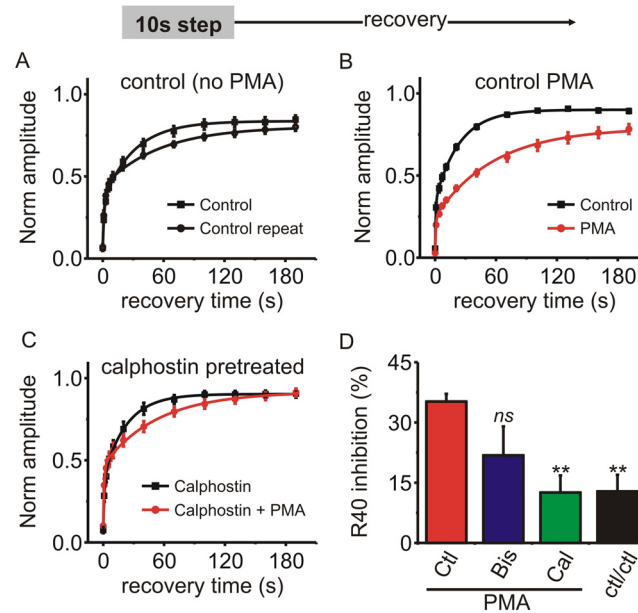 10s step recovery
A control (no PMA)
Norm amplitude
1.0
0.5
0.0
Control
Control repeat
0 60 120 180
recovery time (s)
B control PMA
Norm amplitude
1.0
0.5
0.0
Control
PMA
0 60 120 180
recovery time (s)
C calphostin pretreated
Norm amplitude
1.0
0.5
0.0
Calphostin
Calphostin + PMA
0 60 120 180
recovery time (s)
D
R40 inhibition (%)
45
30
15
0
ns
**
**
Ctl Bis Cal ctl/ctl
PMA